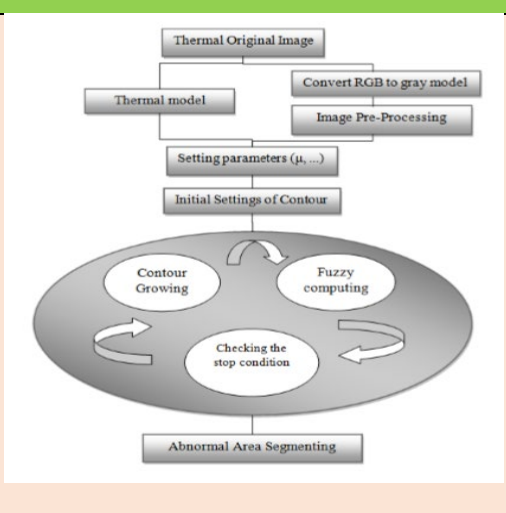 Thermal Original Image
Convert RGB to gray model
Thermal model
Image Pre-Processing
Setting parameters (μ, ...)
Initial Settings of Contour
Contour
Growing
Fuzzy
computing
Checking the
stop condition
Abnormal Area Segmenting